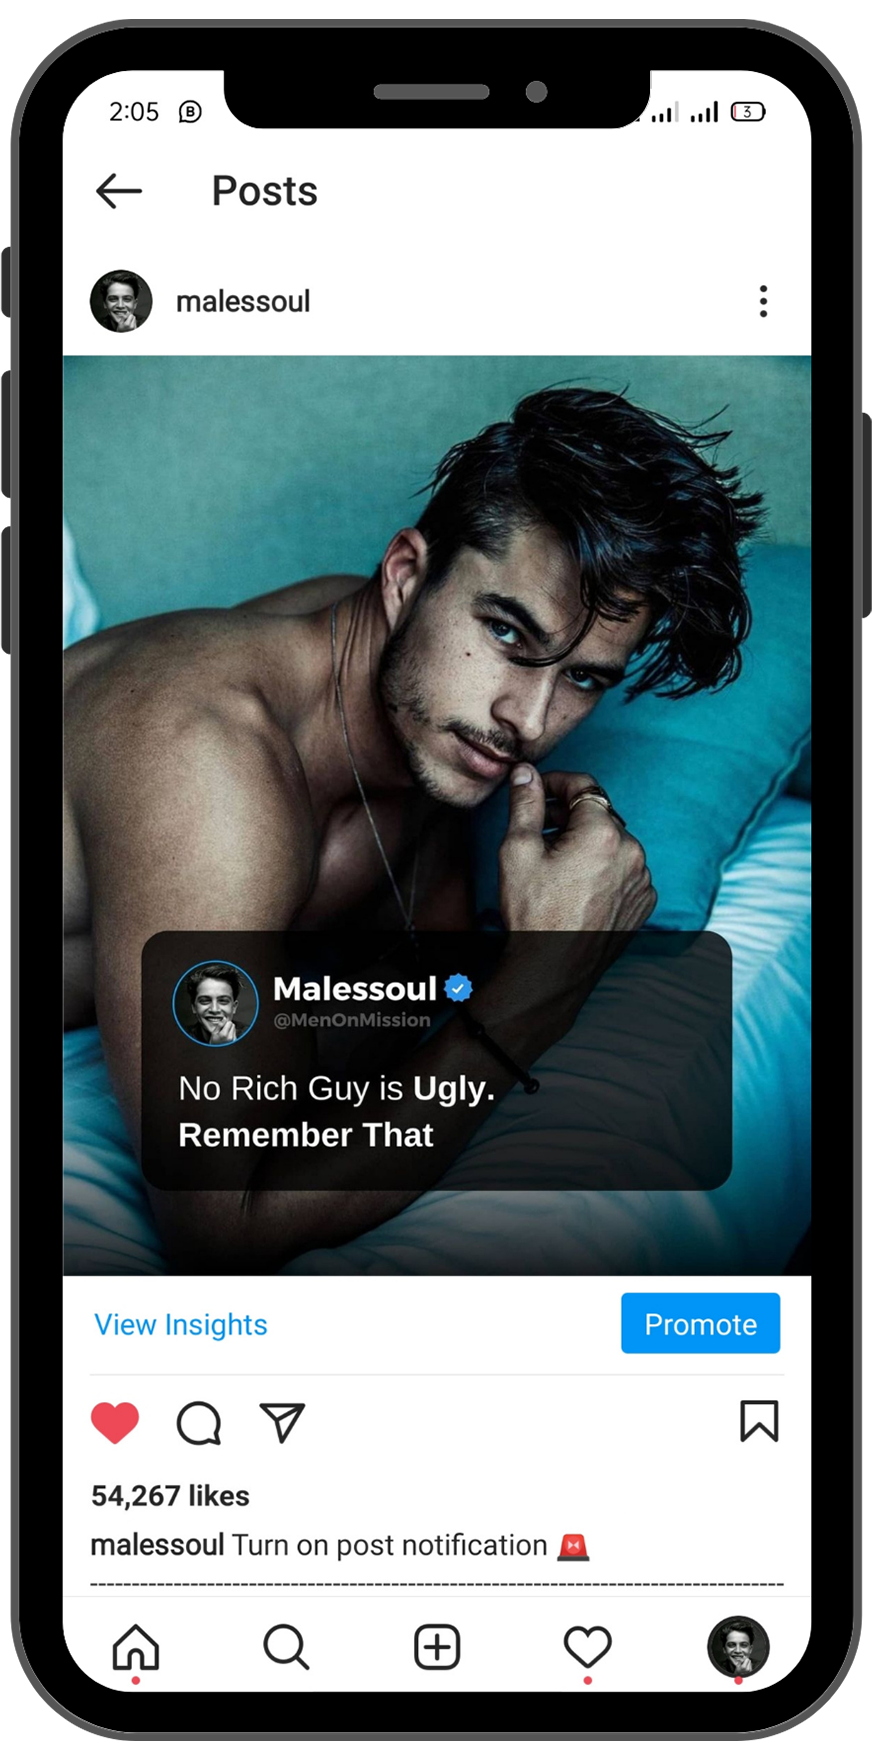 2:05
3
Posts
malessoul
Malessoul
@MenOnMission
No Rich Guy is Ugly.
Remember That
View Insights
Promote
54,267 likes
malessoul Turn on post notification 🚨